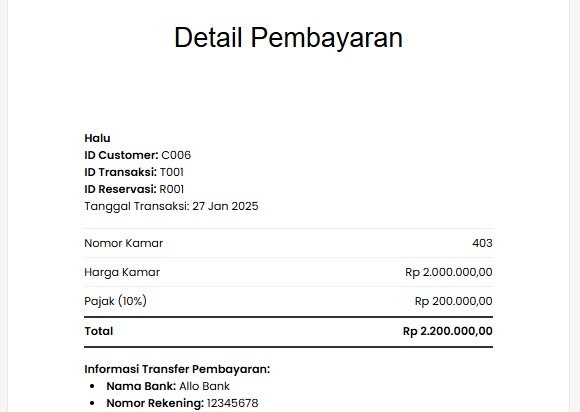 Detail Pembayaran
Halu
ID Customer: C006
ID Transaksi: T001
ID Reservasi: R001
Tanggal Transaksi: 27 Jan 2025
Nomor Kamar 403
Harga Kamar Rp 2.000.000,00
Pajak (10%) Rp 200.000,00
Total Rp 2.200.000,00
Informasi Transfer Pembayaran:
• Nama Bank: Allo Bank
• Nomor Rekening: 12345678